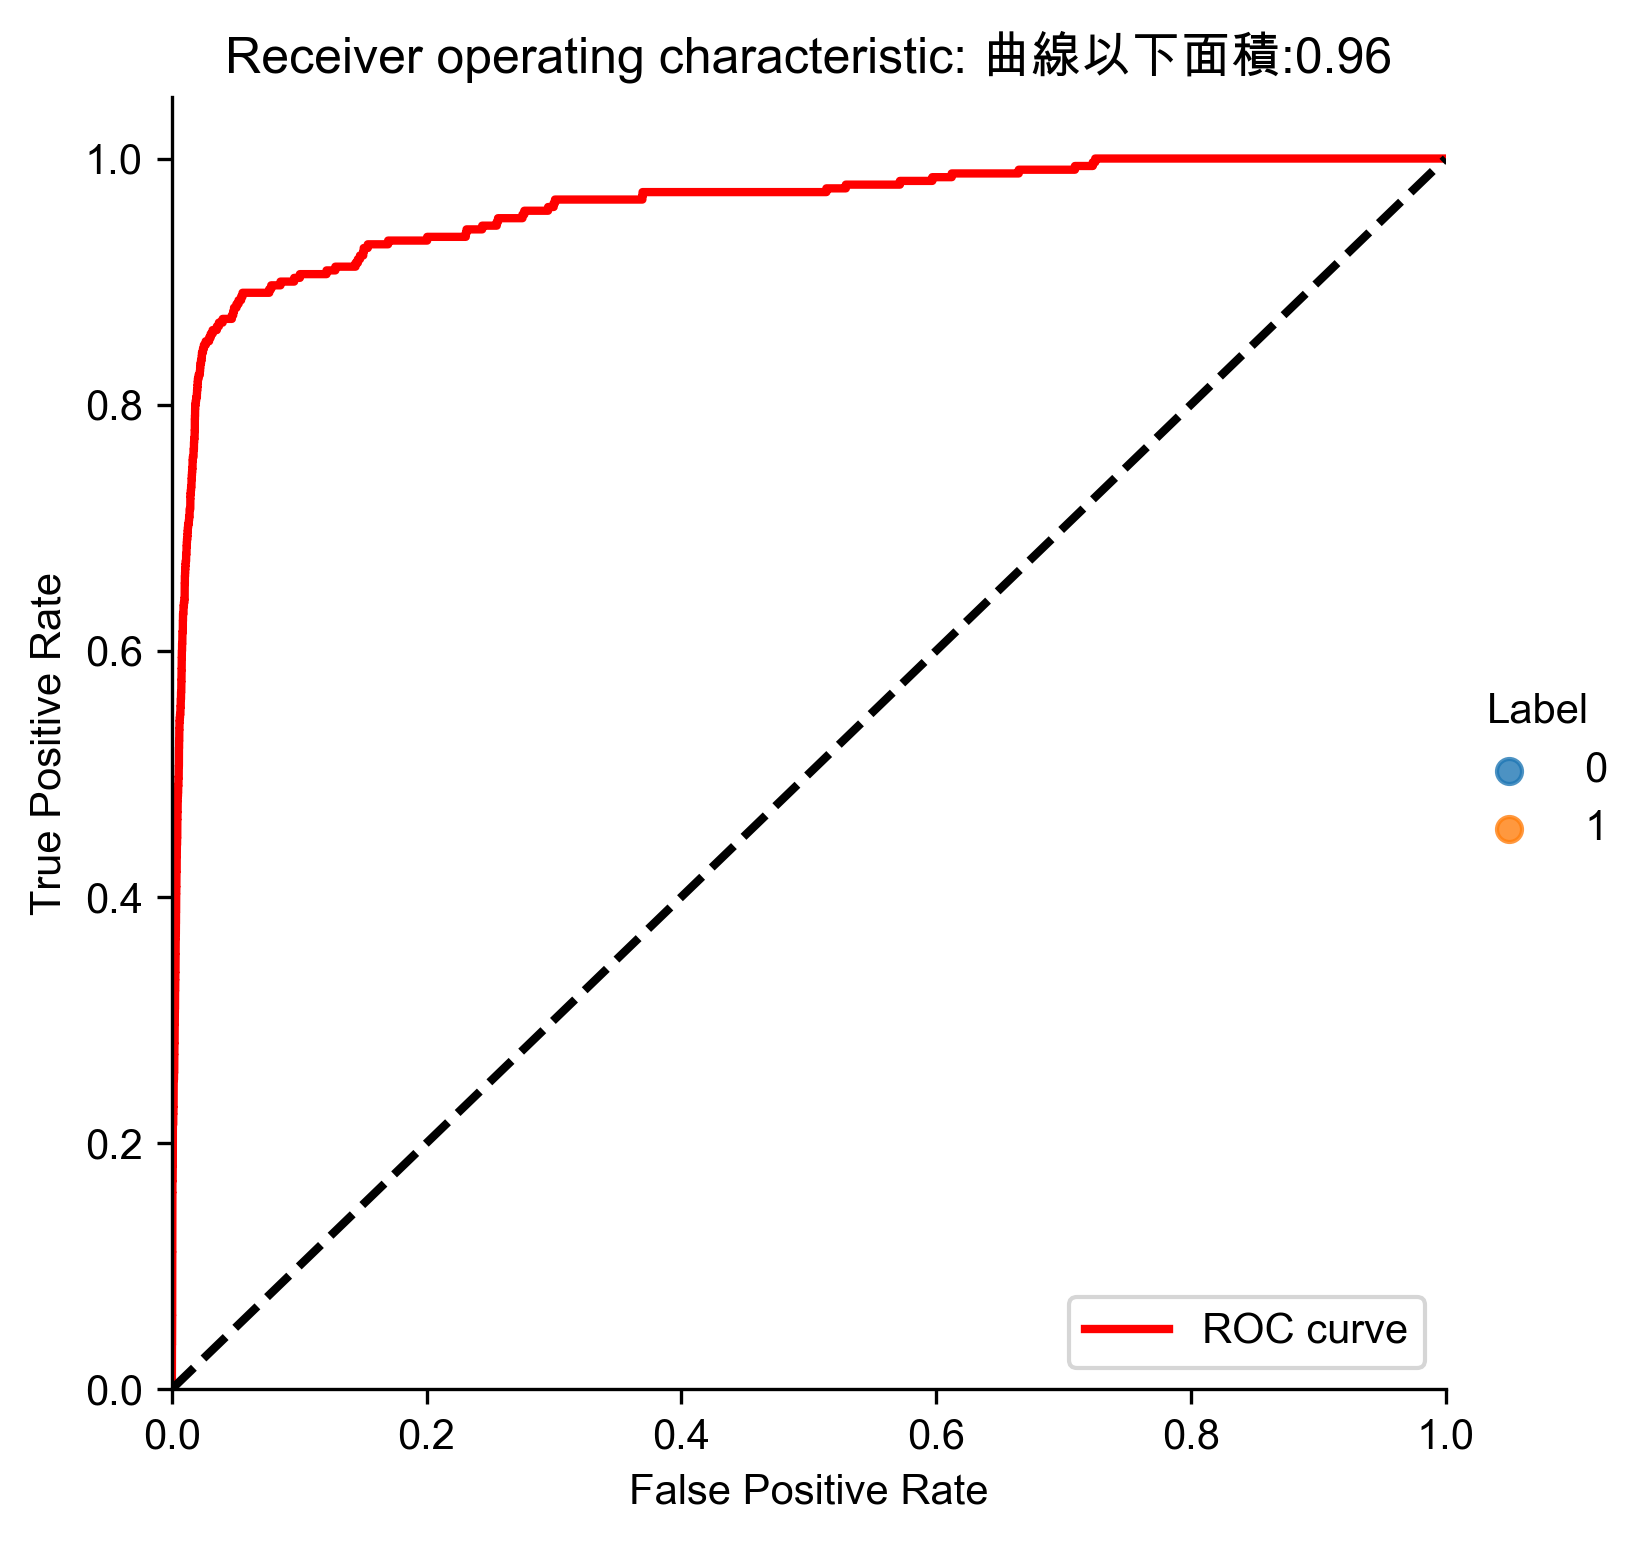 Receiver operating characteristic: 曲線以下面積:0.96
1.0
0.8
0.6
0.4
0.2
0.0
True Positive Rate
0.0 0.2 0.4 0.6 0.8 1.0
False Positive Rate
ROC curve
Label
0
1